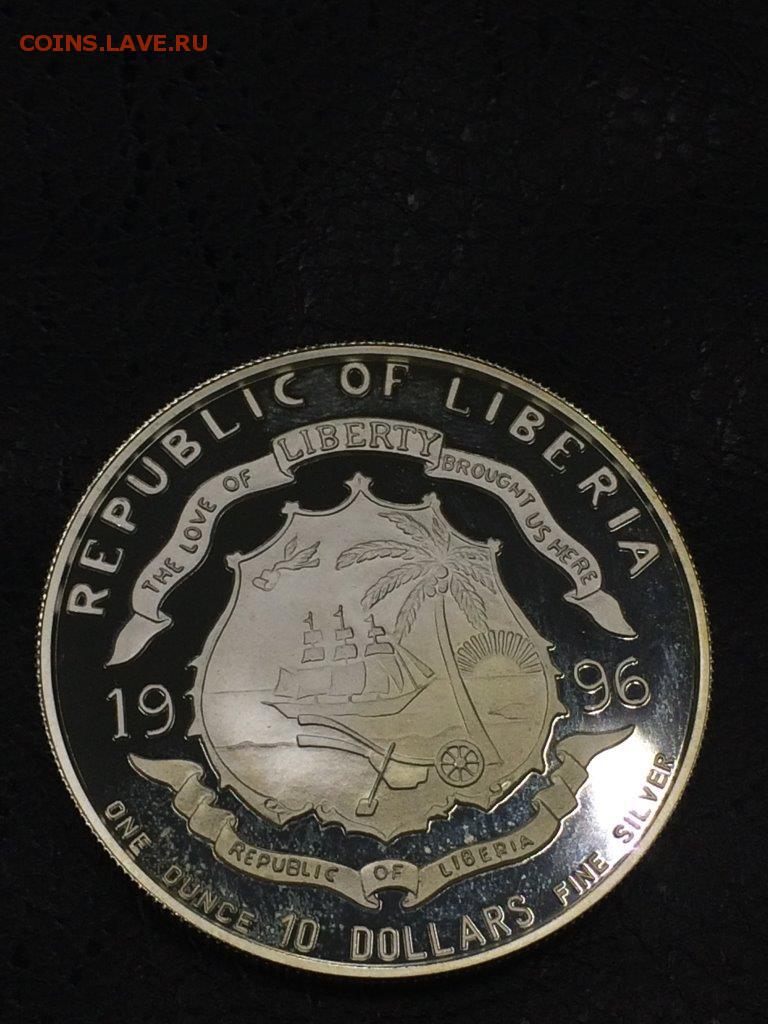 COINS.LAVE.RU
REPUBLIC OF LIBERIA
THE LOVE OF LIBERTY BROUGHT US HERE
19 96
REPUBLIC OF LIBERIA
ONE OUNCE 10 DOLLARS FINE SILVER